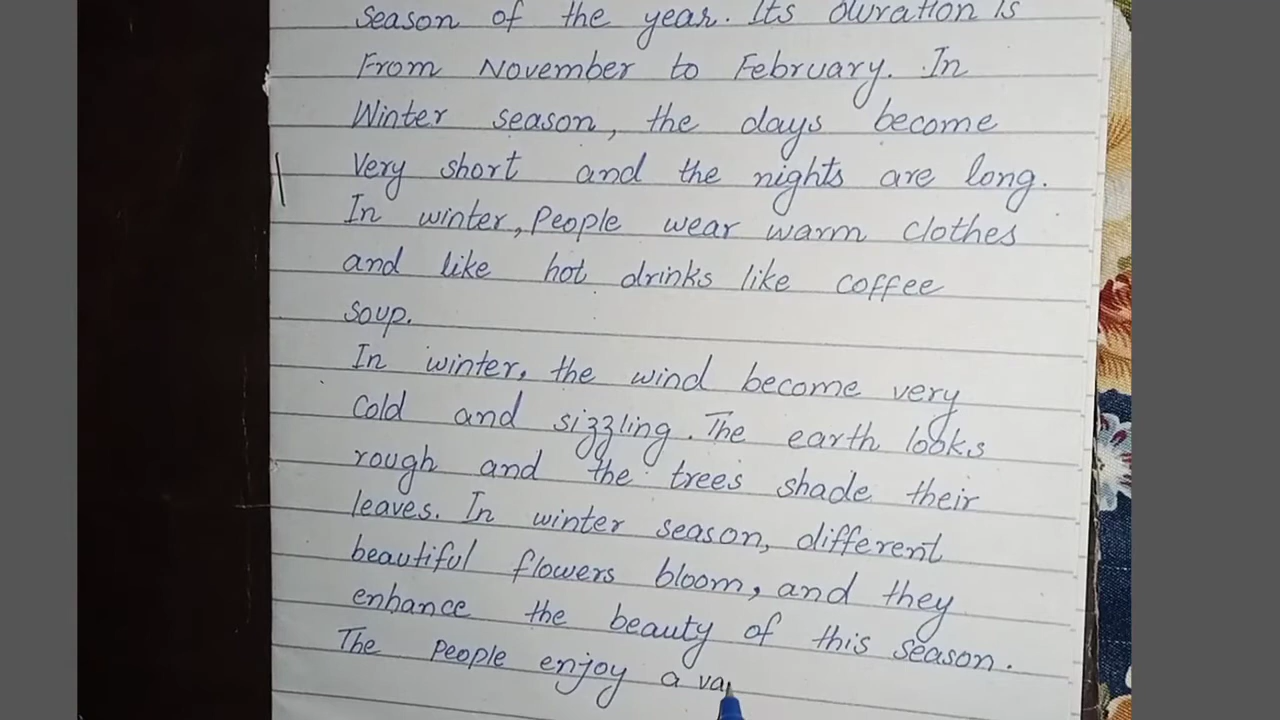 season of the year. Its duration is
From November to February. In
Winter season, the days become
Very short and the nights are long.
In winter, People wear warm clothes
and like hot drinks like coffee
soup.
In winter, the wind become very
Cold and sizzling. The earth looks
rough and the trees shade their
leaves. In winter season, different
beautiful flowers bloom, and they
enhance the beauty of this season.
The People enjoy a va